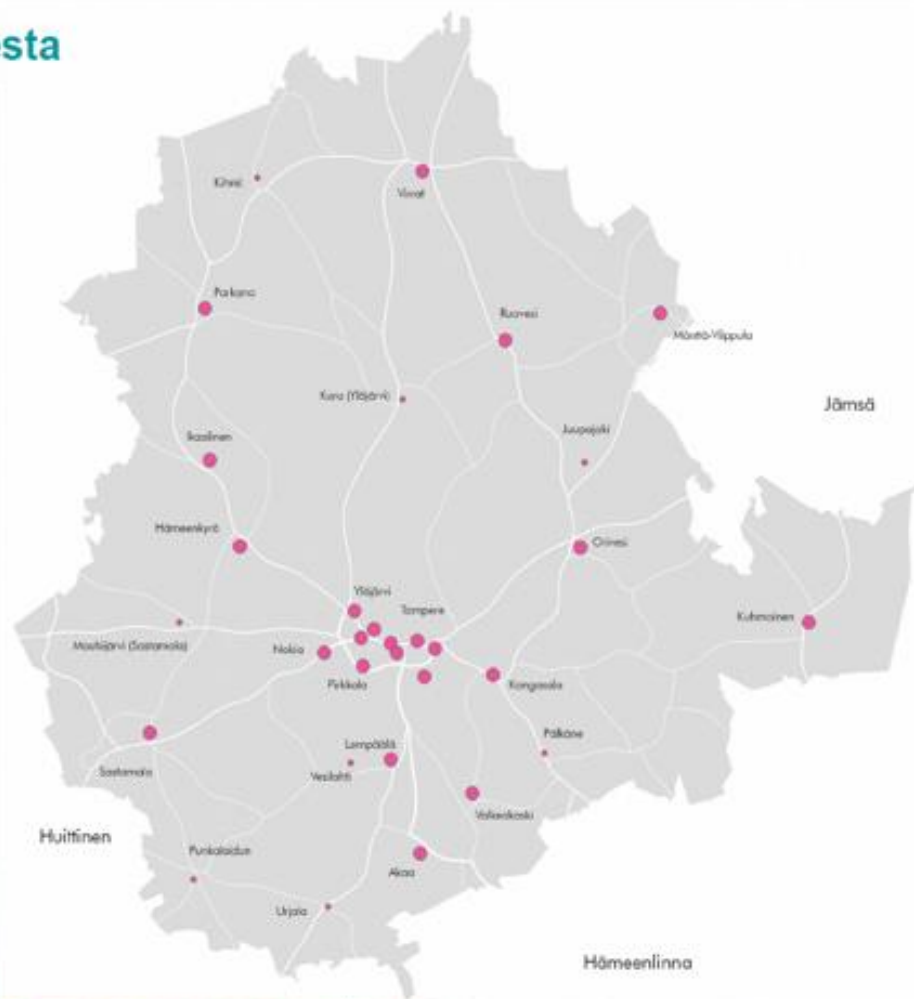 sta
Kihniö
Virrat
Parkano
Ruovesi
Mänttä-Vilppula
Kuru (Ylöjärvi)
Jämsä
Juupajoki
Ikaalinen
Hämeenkyrö
Orivesi
Ylöjärvi
Tampere
Kuhmoinen
Mouhijärvi (Sastamala)
Nokia
Pirkkala
Kangasala
Pälkäne
Lempäälä
Vesilahti
Sastamala
Valkeakoski
Huittinen
Punkalaidun
Akaa
Urjala
Hämeenlinna